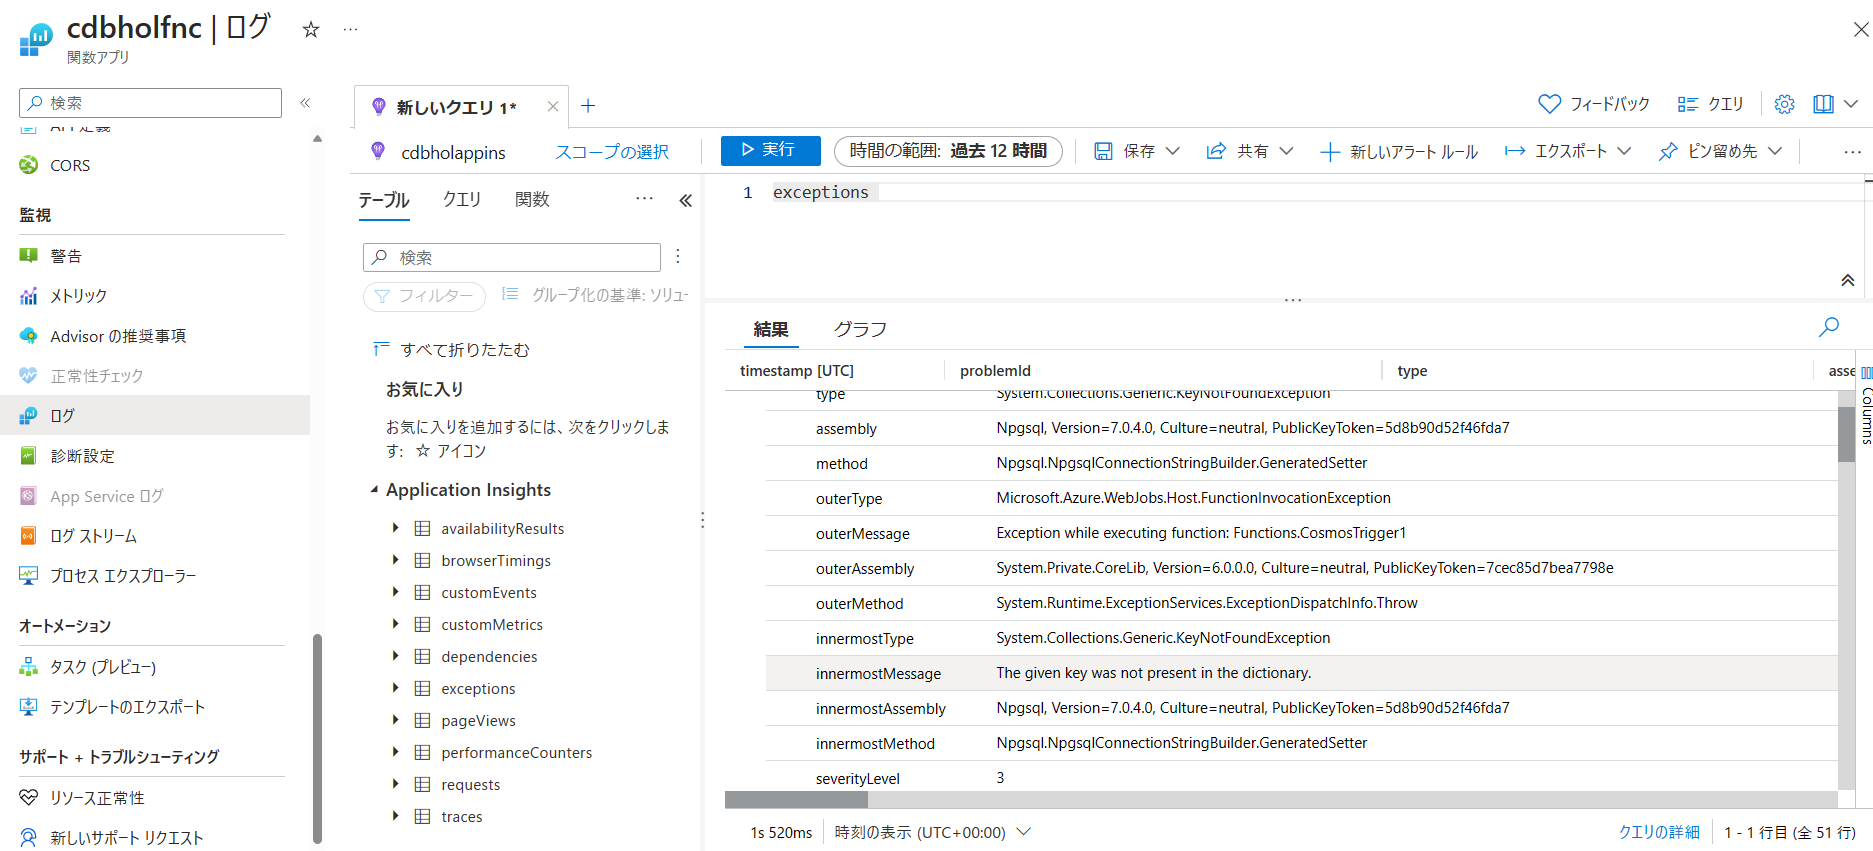 cdbholfnc | ログ
☆ ...
関数アプリ
検索
«
API 定義
CORS
監視
警告
メトリック
Advisor の推奨事項
正常性チェック
ログ
診断設定
App Service ログ
ログ ストリーム
プロセス エクスプローラー
オートメーション
タスク (プレビュー)
テンプレートのエクスポート
サポート + トラブルシューティング
リソース正常性
新しいサポート リクエスト
新しいクエリ 1*
フィードバック
クエリ
cdbholappins
スコープの選択
実行
時間の範囲: 過去 12 時間
保存
共有
新しいアラート ルール
エクスポート
ピン留め先
...
テーブル
クエリ
関数
...
«
検索
フィルター
グループ化の基準: ソリュ-
すべて折りたたむ
お気に入り
お気に入りを追加するには、次をクリックしま
す: ☆ アイコン
Application Insights
availabilityResults
browserTimings
customEvents
customMetrics
dependencies
exceptions
pageViews
performanceCounters
requests
traces
1 exceptions
...
結果
グラフ
timestamp [UTC] problemId type asse
Columns
type System.Collections.Generic.KeyNotFoundException
assembly Npgsql, Version=7.0.4.0, Culture=neutral, PublicKeyToken=5d8b90d52f46fda7
method Npgsql.NpgsqlConnectionStringBuilder.GeneratedSetter
outerType Microsoft.Azure.WebJobs.Host.FunctionInvocationException
outerMessage Exception while executing function: Functions.CosmosTrigger1
outerAssembly System.Private.CoreLib, Version=6.0.0.0, Culture=neutral, PublicKeyToken=7cec85d7bea7798e
outerMethod System.Runtime.ExceptionServices.ExceptionDispatchInfo.Throw
innermostType System.Collections.Generic.KeyNotFoundException
innermostMessage The given key was not present in the dictionary.
innermostAssembly Npgsql, Version=7.0.4.0, Culture=neutral, PublicKeyToken=5d8b90d52f46fda7
innermostMethod Npgsql.NpgsqlConnectionStringBuilder.GeneratedSetter
severityLevel 3
1s 520ms
時刻の表示 (UTC+00:00)
クエリの詳細
1 - 1 行目 (全 51 行)